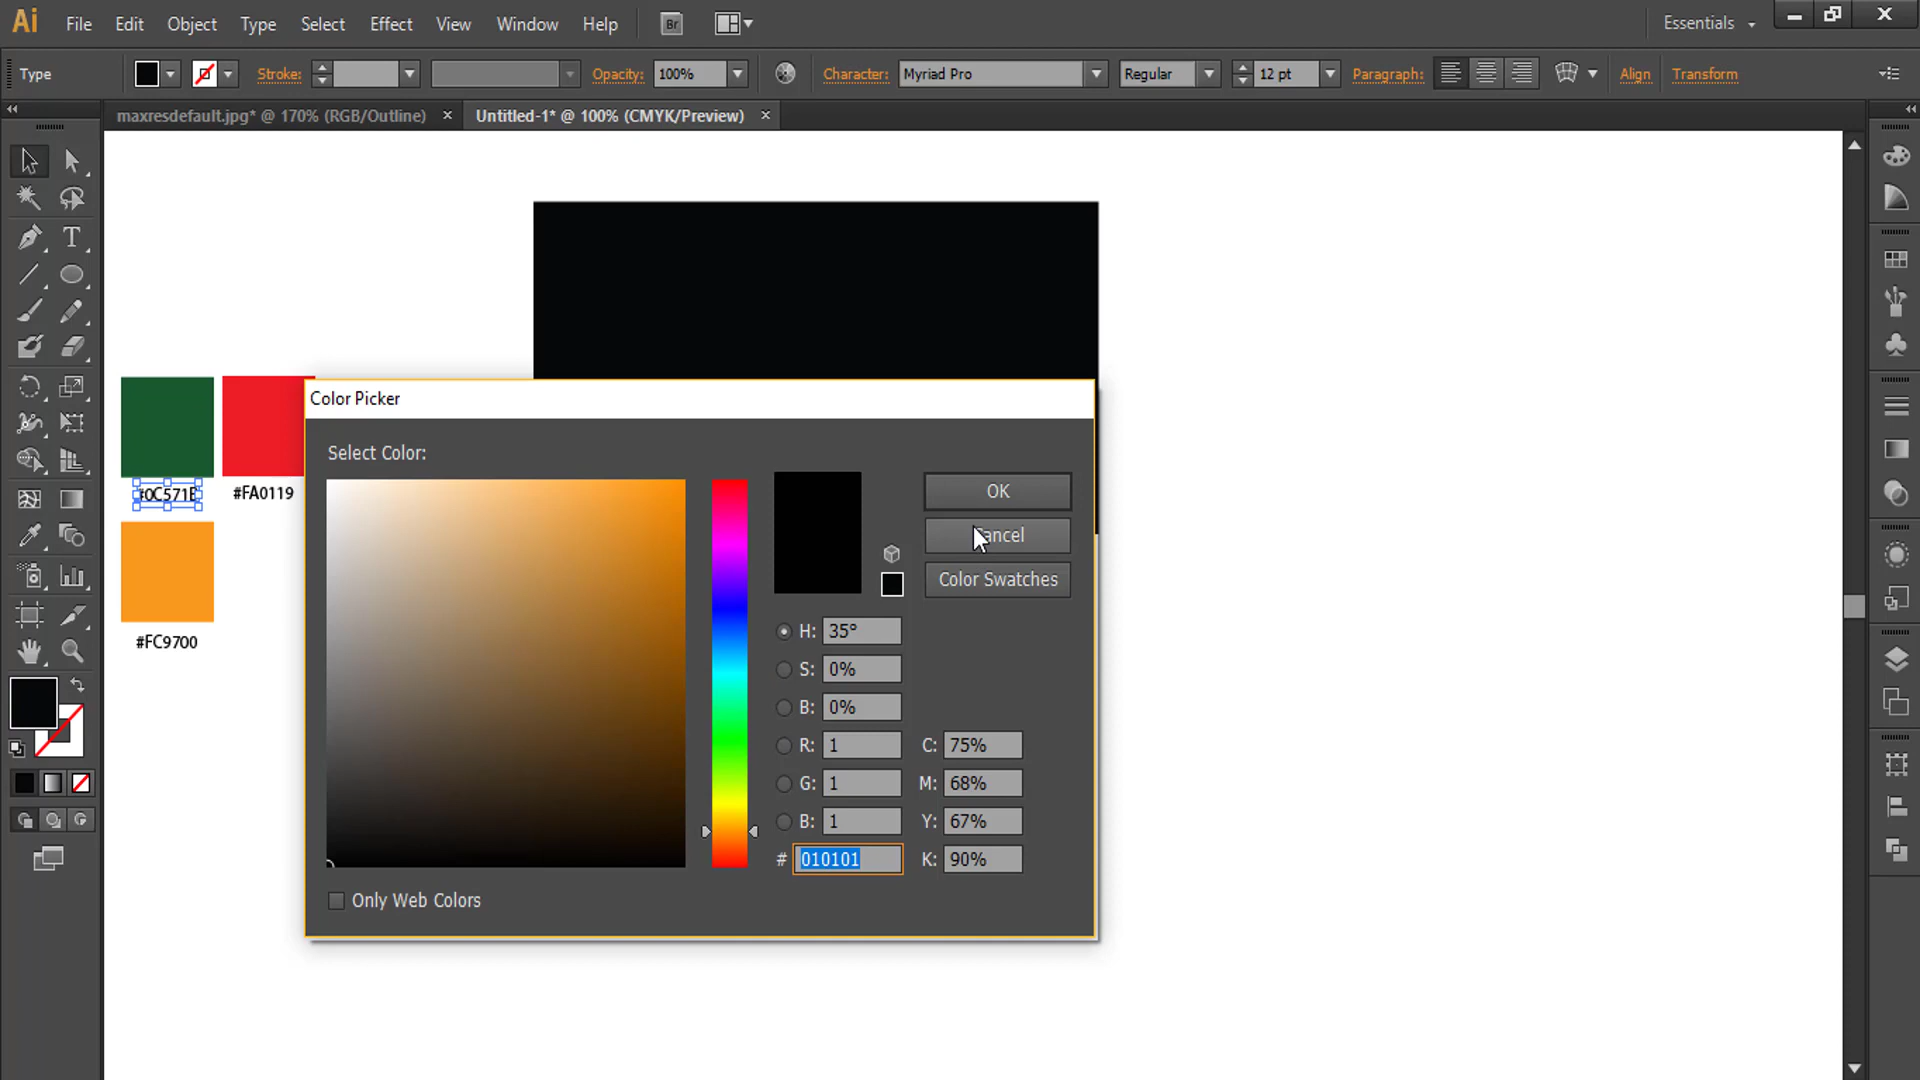 Ai File Edit Object Type Select Effect View Window Help Br Essentials
Type Stroke: Opacity: 100% Character: Myriad Pro Regular 12 pt Paragraph: Align Transform
maxresdefault.jpg* @ 170% (RGB/Outline) Untitled-1* @ 100% (CMYK/Preview)
Color Picker
Select Color:
OK
Cancel
Color Swatches
#0C571E #FA0119
#FC9700
H: 35°
S: 0%
B: 0%
R: 1 C: 75%
G: 1 M: 68%
B: 1 Y: 67%
# 010101 K: 90%
Only Web Colors